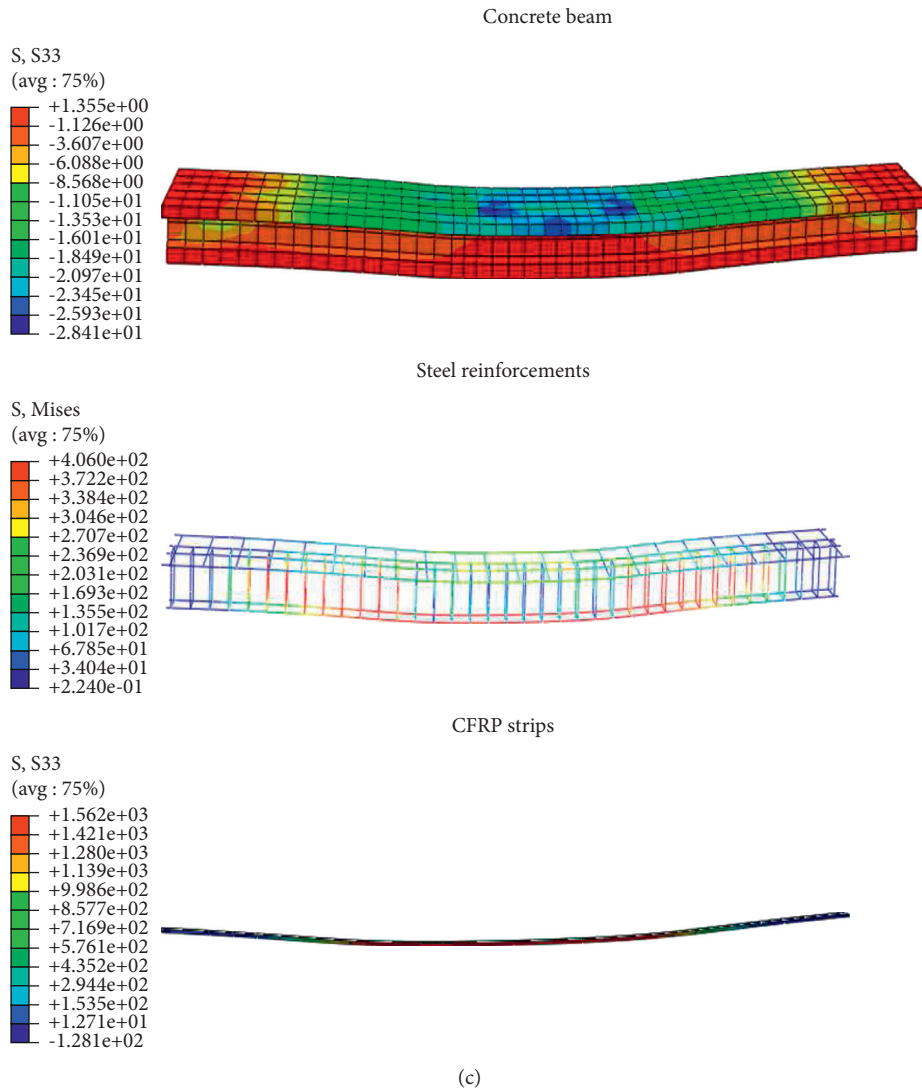 Concrete beam
S, S33
(avg : 75%)
+1.355e+00
-1.126e+00
-3.607e+00
-6.088e+00
-8.568e+00
-1.105e+01
-1.353e+01
-1.601e+01
-1.849e+01
-2.097e+01
-2.345e+01
-2.593e+01
-2.841e+01
Steel reinforcements
S, Mises
(avg : 75%)
+4.060e+02
+3.722e+02
+3.384e+02
+3.046e+02
+2.707e+02
+2.369e+02
+2.031e+02
+1.693e+02
+1.355e+02
+1.017e+02
+6.785e+01
+3.404e+01
+2.240e-01
CFRP strips
S, S33
(avg : 75%)
+1.562e+03
+1.421e+03
+1.280e+03
+1.139e+03
+9.986e+02
+8.577e+02
+7.169e+02
+5.761e+02
+4.352e+02
+2.944e+02
+1.535e+02
+1.271e+01
-1.281e+02
(c)